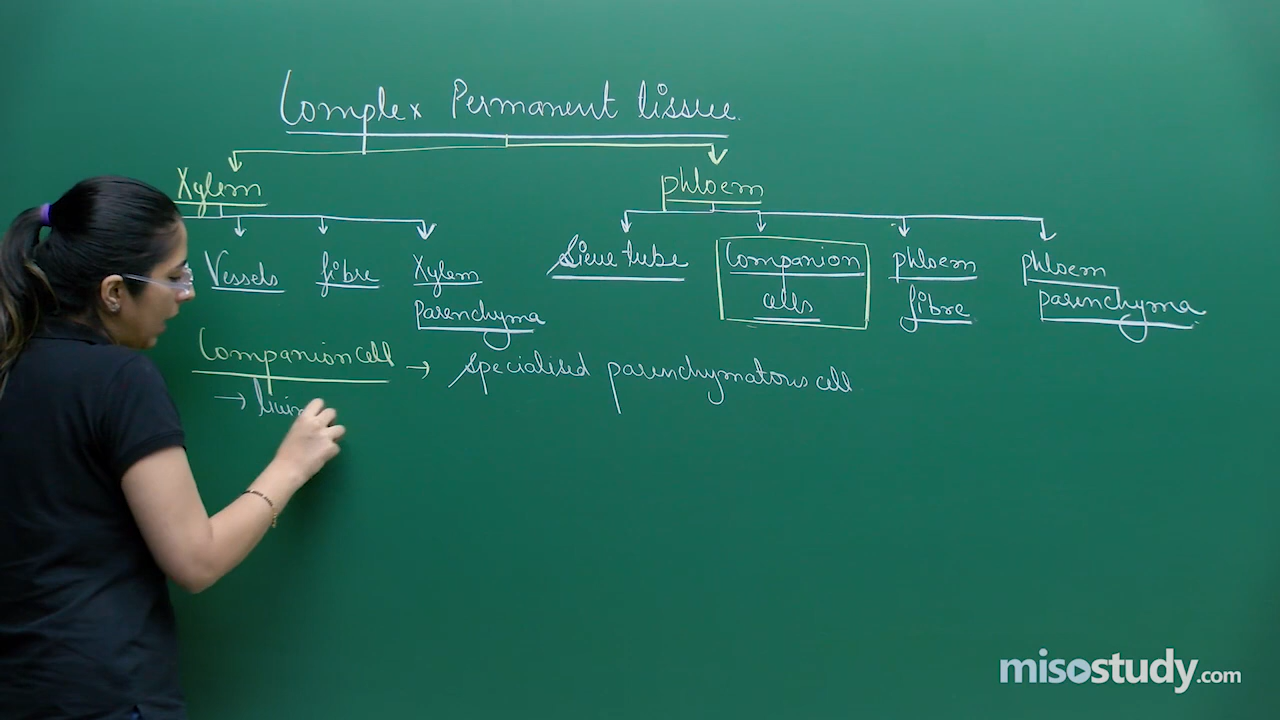 Complex Permanent tissue.
Xylem
phloem
Vessels
fibre
Xylem
parenchyma
Sieve tube
Companion
cells
phloem
fibre
phloem
parenchyma
Companion cell → specialised parenchymatous cell
→
misostudy.com